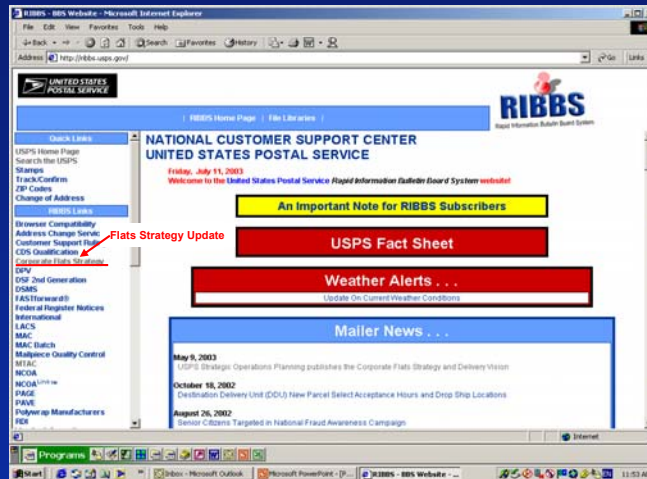 RIBBS - BBS Website - Microsoft Internet Explorer
File Edit View Favorites Tools Help
Back Search Favorites History
Address http://ribbs.usps.gov/ Go Links
UNITED STATES
POSTAL SERVICE
| RIBBS Home Page | File Libraries |
RIBBS
Rapid Information Bulletin Board System
Quick Links
USPS Home Page
Search the USPS
Stamps
Track/Confirm
ZIP Codes
Change of Address
RIBBS Links
Browser Compatibility
Address Change Servic
Customer Support Ruli
CDS Qualification
Corporate Flats Strategy
DPV
DSF 2nd Generation
DSMS
FASTforward®
Federal Register Notices
International
LACS
MAC
MAC Batch
Mailpiece Quality Control
MTAC
NCOA
NCOALink ™
PAGE
PAVE
Polywrap Manufacturers
RDI
Flats Strategy Update
NATIONAL CUSTOMER SUPPORT CENTER
UNITED STATES POSTAL SERVICE
Friday, July 11, 2003
Welcome to the United States Postal Service Rapid Information Bulletin Board System website!
An Important Note for RIBBS Subscribers
USPS Fact Sheet
Weather Alerts . . .
Update On Current Weather Conditions
Mailer News . . .
May 9, 2003
USPS Strategic Operations Planning publishes the Corporate Flats Strategy and Delivery Vision
October 18, 2002
Destination Delivery Unit (DDU) New Parcel Select Acceptance Hours and Drop Ship Locations
August 26, 2002
Senior Citizens Targeted in National Fraud Awareness Campaign
Internet
Programs
Start Inbox - Microsoft Outlook Microsoft PowerPoint - [P... RIBBS - BBS Website - ... 11:53 AM